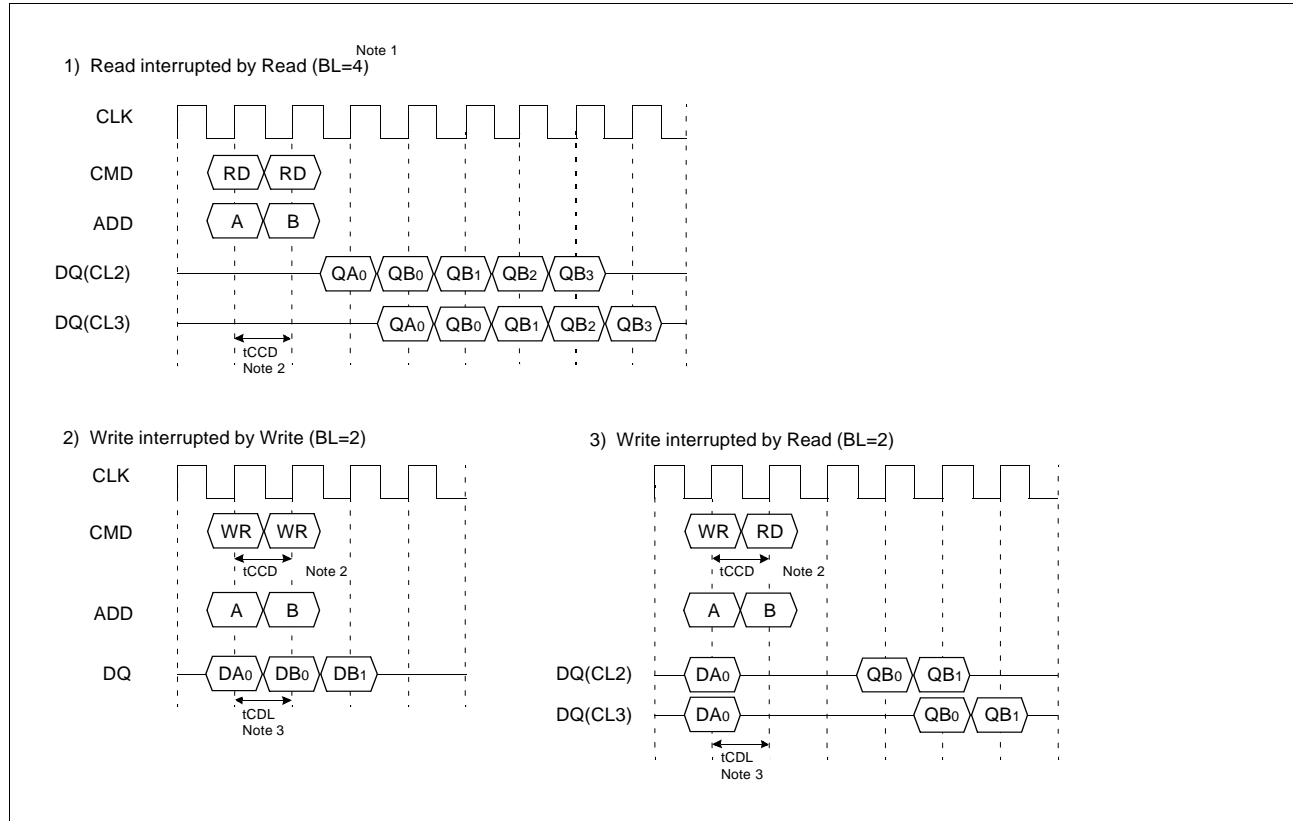 1) Read interrupted by Read (BL=4) Note 1
CLK
CMD RD RD
ADD A B
DQ(CL2) QA0 QB0 QB1 QB2 QB3
DQ(CL3) QA0 QB0 QB1 QB2 QB3
tCCD
Note 2
2) Write interrupted by Write (BL=2)
CLK
CMD WR WR
tCCD Note 2
ADD A B
DQ DA0 DB0 DB1
tCDL
Note 3
3) Write interrupted by Read (BL=2)
WR RD
tCCD Note 2
A B
DQ(CL2) DA0 QB0 QB1
DQ(CL3) DA0 QB0 QB1
tCDL
Note 3